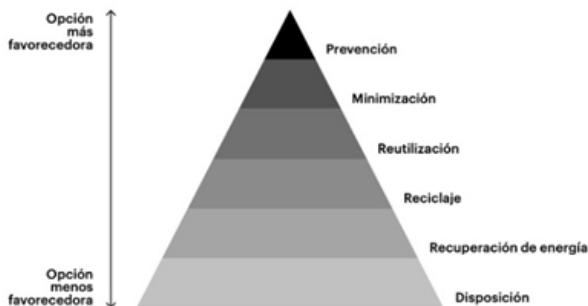 Opción
más
favorecedora
Prevención
Minimización
Reutilización
Reciclaje
Recuperación de energía
Opción
menos
favorecedora
Disposición